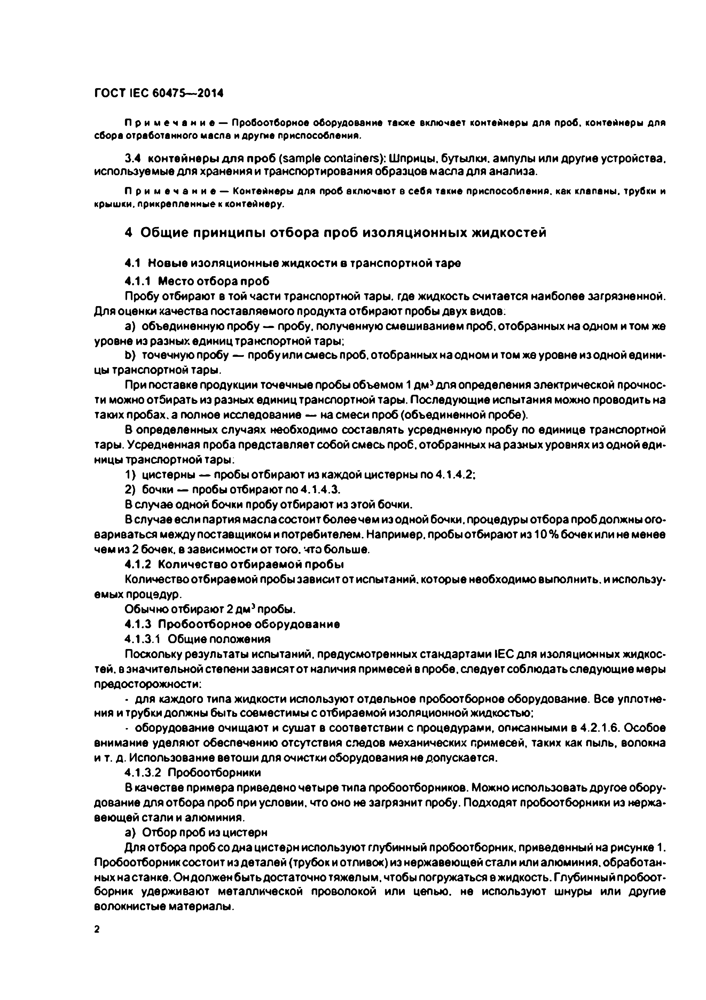 ГОСТ IEC 60475—2014
П р и м е ч а н и е — Пробоотборное оборудование также включает контейнеры для проб, контейнеры для
сбора отработанного масла и другие приспособления.
3.4 контейнеры для проб (sample containers): Шприцы, бутылки, ампулы или другие устройства,
используемые для хранения и транспортирования образцов масла для анализа.
П р и м е ч а н и е — Контейнеры для проб включают в себя такие приспособления, как клапаны, трубки и
крышки, прикрепленные к контейнеру.
4 Общие принципы отбора проб изоляционных жидкостей
4.1 Новые изоляционные жидкости в транспортной таре
4.1.1 Место отбора проб
Пробу отбирают в той части транспортной тары, где жидкость считается наиболее загрязненной.
Для оценки качества поставляемого продукта отбирают пробы двух видов:
a) объединенную пробу — пробу, полученную смешиванием проб, отобранных на одном и том же
уровне из разных единиц транспортной тары;
b) точечную пробу — пробу или смесь проб, отобранных на одном и том же уровне из одной едини-
цы транспортной тары.
При поставке продукции точечные пробы объемом 1 дм³ для определения электрической прочнос-
ти можно отбирать из разных единиц транспортной тары. Последующие испытания можно проводить на
таких пробах, а полное исследование — на смеси проб (объединенной пробе).
В определенных случаях необходимо составлять усредненную пробу по единице транспортной
тары. Усредненная проба представляет собой смесь проб, отобранных на разных уровнях из одной еди-
ницы транспортной тары:
1) цистерны — пробы отбирают из каждой цистерны по 4.1.4.2;
2) бочки — пробы отбирают по 4.1.4.3.
В случае одной бочки пробу отбирают из этой бочки.
В случае если партия масла состоит более чем из одной бочки, процедуры отбора проб должны ого-
вариваться между поставщиком и потребителем. Например, пробы отбирают из 10 % бочек или не менее
чем из 2 бочек, в зависимости от того, что больше.
4.1.2 Количество отбираемой пробы
Количество отбираемой пробы зависит от испытаний, которые необходимо выполнить, и использу-
емых процедур.
Обычно отбирают 2 дм³ пробы.
4.1.3 Пробоотборное оборудование
4.1.3.1 Общие положения
Поскольку результаты испытаний, предусмотренных стандартами IEC для изоляционных жидкос-
тей, в значительной степени зависят от наличия примесей в пробе, следует соблюдать следующие меры
предосторожности:
- для каждого типа жидкости используют отдельное пробоотборное оборудование. Все уплотне-
ния и трубки должны быть совместимы с отбираемой изоляционной жидкостью;
- оборудование очищают и сушат в соответствии с процедурами, описанными в 4.2.1.6. Особое
внимание уделяют обеспечению отсутствия следов механических примесей, таких как пыль, волокна
и т. д. Использование ветоши для очистки оборудования не допускается.
4.1.3.2 Пробоотборники
В качестве примера приведено четыре типа пробоотборников. Можно использовать другое обору-
дование для отбора проб при условии, что оно не загрязнит пробу. Подходят пробоотборники из нержа-
веющей стали и алюминия.
a) Отбор проб из цистерн
Для отбора проб со дна цистерн используют глубинный пробоотборник, приведенный на рисунке 1.
Пробоотборник состоит из деталей (трубок и отливок) из нержавеющей стали или алюминия, обработан-
ных на станке. Он должен быть достаточно тяжелым, чтобы погружаться в жидкость. Глубинный пробоот-
борник удерживают металлической проволокой или цепью, не используют шнуры или другие
волокнистые материалы.
2